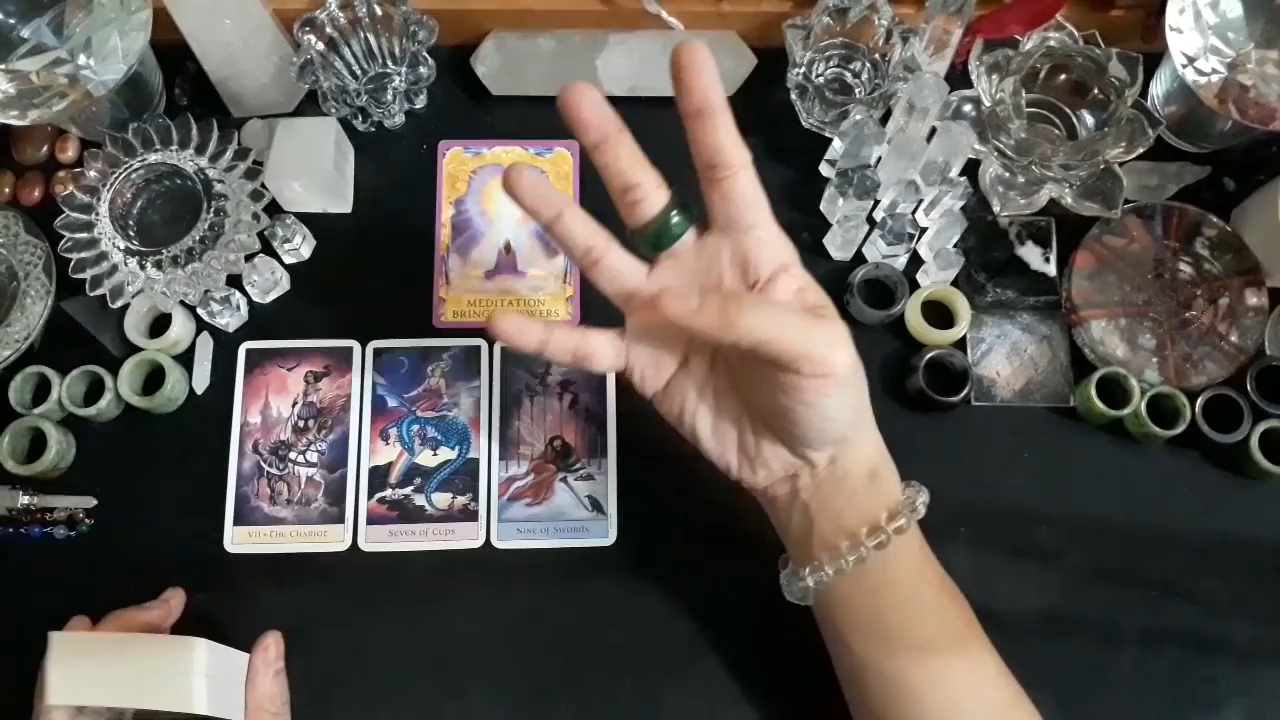 MEDITATION
BRINGS ANSWERS
VII • THE CHARIOT
SEVEN OF CUPS
NINE OF SWORDS